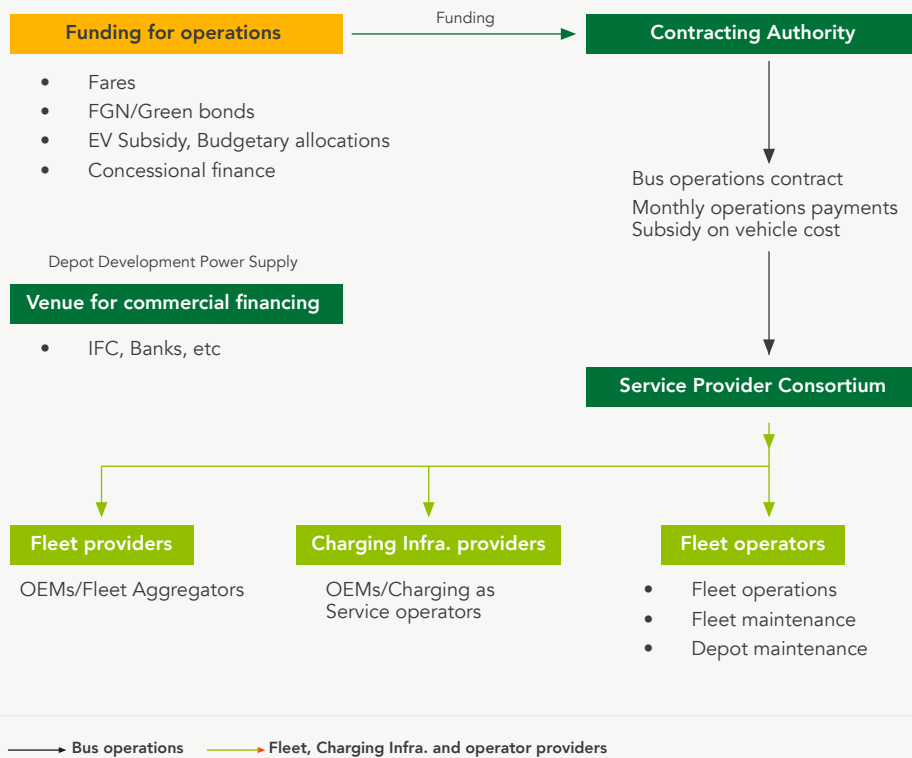 Funding for operations
Funding
Contracting Authority
• Fares
• FGN/Green bonds
• EV Subsidy, Budgetary allocations
• Concessional finance
Bus operations contract
Monthly operations payments
Subsidy on vehicle cost
Depot Development Power Supply
Venue for commercial financing
• IFC, Banks, etc
Service Provider Consortium
Fleet providers
OEMs/Fleet Aggregators
Charging Infra. providers
OEMs/Charging as
Service operators
Fleet operators
• Fleet operations
• Fleet maintenance
• Depot maintenance
Bus operations
Fleet, Charging Infra. and operator providers